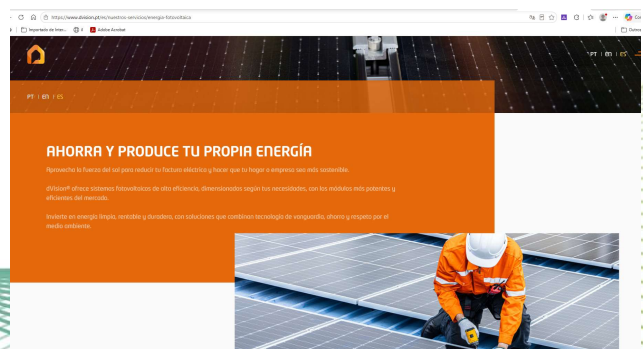 https://www.dvision.pt/es/nuestros-servicios/energia-fotovoltaica
Importado do Inter...
Adobe Acrobat
Outros
PT | EN | ES
PT | EN | ES
AHORRA Y PRODUCE TU PROPIA ENERGÍA
Aprovecha la fuerza del sol para reducir tu factura eléctrica y hacer que tu hogar o empresa sea más sostenible.
dVision® ofrece sistemas fotovoltaicos de alta eficiencia, dimensionados según tus necesidades, con los módulos más potentes y
eficientes del mercado.
Invierte en energía limpia, rentable y duradera, con soluciones que combinan tecnología de vanguardia, ahorro y respeto por el
medio ambiente.